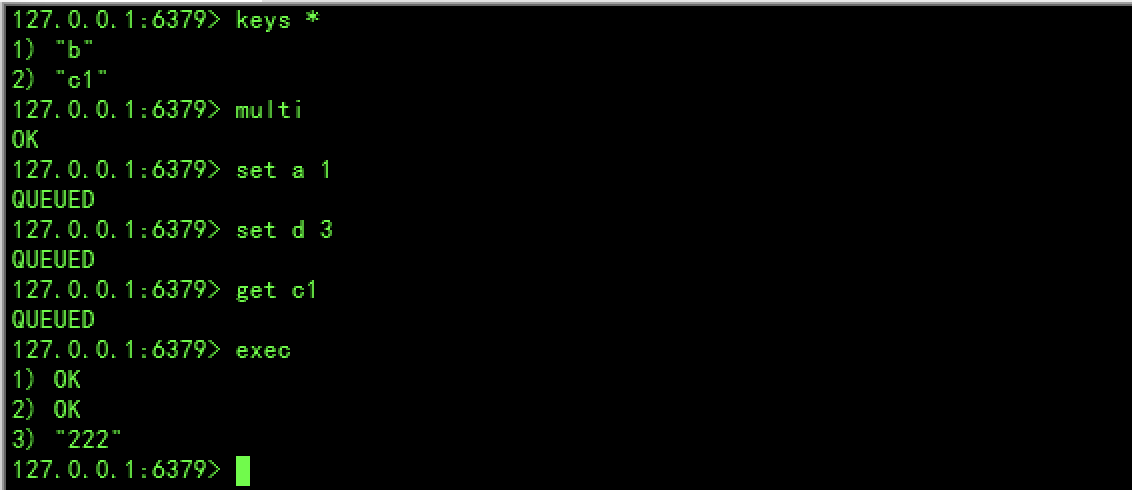 127.0.0.1:6379> keys *
1) "b"
2) "c1"
127.0.0.1:6379> multi
OK
127.0.0.1:6379> set a 1
QUEUED
127.0.0.1:6379> set d 3
QUEUED
127.0.0.1:6379> get c1
QUEUED
127.0.0.1:6379> exec
1) OK
2) OK
3) "222"
127.0.0.1:6379>